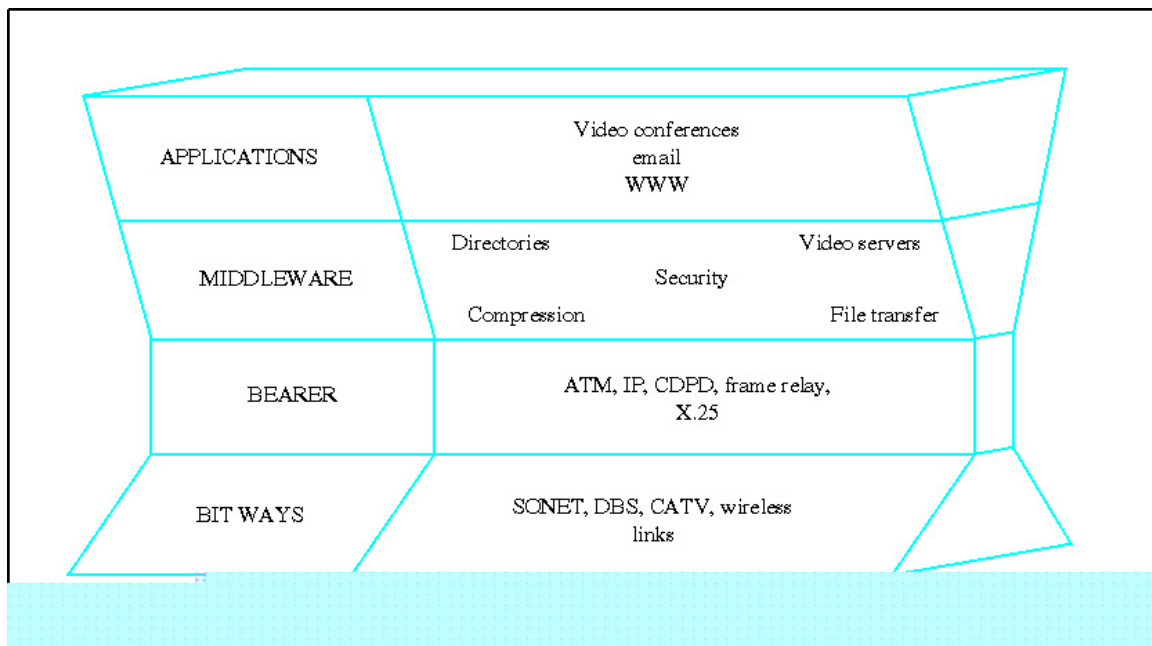 APPLICATIONS
Video conferences
email
WWW
MIDDLEWARE
Directories
Video servers
Security
Compression
File transfer
BEARER
ATM, IP, CDPD, frame relay,
X.25
BIT WAYS
SONET, DBS, CATV, wireless
links